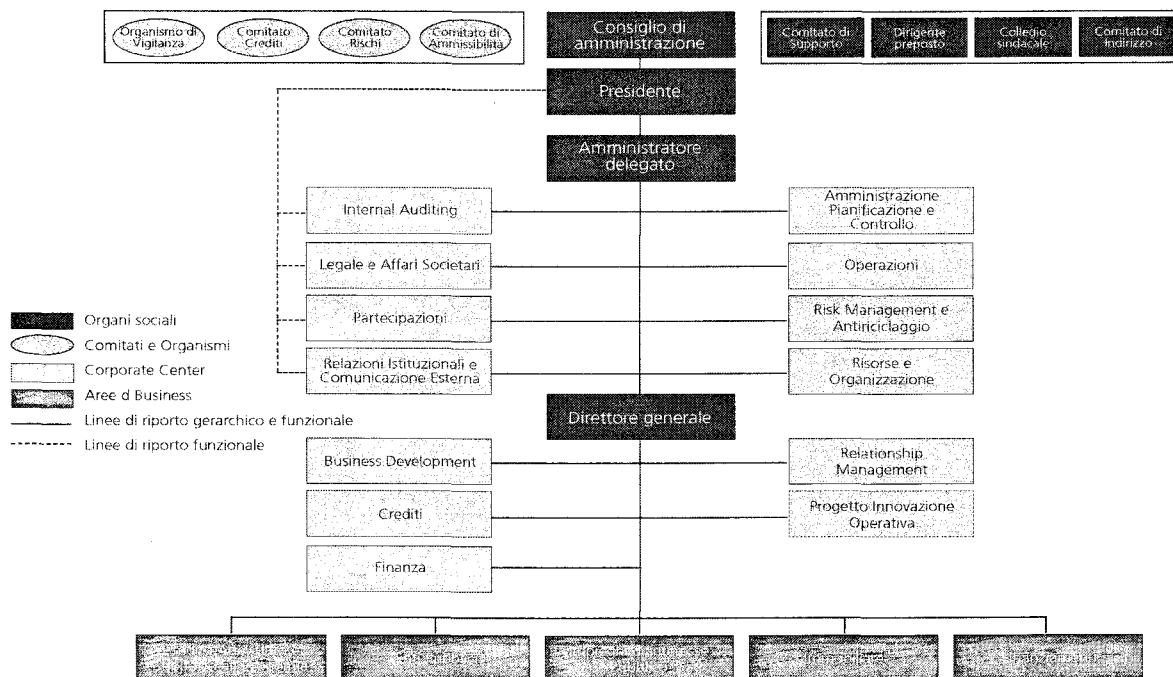 Organismo di
Vigilanza
Comitato
Crediti
Comitato
Rischi
Comitato di
Ammissibilità
Consiglio di
amministrazione
Comitato di
Supporto
Dirigente
preposto
Collegio
sindacale
Comitato di
Indirizzo
Presidente
Amministratore
delegato
Internal Auditing
Amministrazione
Pianificazione e
Controllo
Legale e Affari Societari
Operazioni
Partecipazioni
Risk Management e
Antiriciclaggio
Relazioni Istituzionali e
Comunicazione Esterna
Risorse e
Organizzazione
Organi sociali
Comitati e Organismi
Corporate Center
Aree d Business
Linee di riporto gerarchico e funzionale
Linee di riporto funzionale
Direttore generale
Business Development
Relationship
Management
Crediti
Progetto Innovazione
Operativa
Finanza